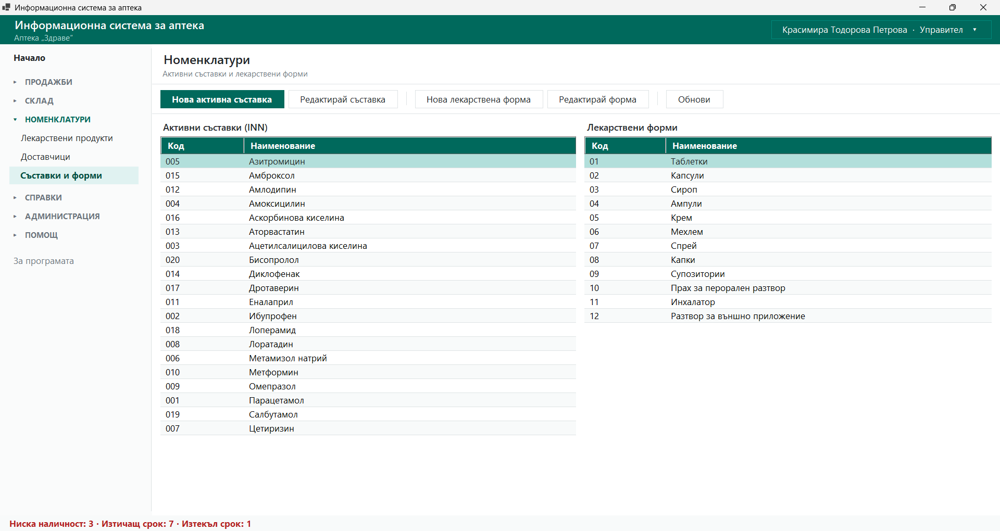 Информационна система за аптека
Информационна система за аптека
Аптека „Здраве“
Красимира Тодорова Петрова · Управител ▾
Начало
▸ ПРОДАЖБИ
▸ СКЛАД
▾ НОМЕНКЛАТУРИ
Лекарствени продукти
Доставчици
Съставки и форми
▸ СПРАВКИ
▸ АДМИНИСТРАЦИЯ
▸ ПОМОЩ
За програмата
Номенклатури
Активни съставки и лекарствени форми
Нова активна съставка Редактирай съставка Нова лекарствена форма Редактирай форма Обнови
Активни съставки (INN)
Код Наименование
005 Азитромицин
015 Амброксол
012 Амлодипин
004 Амоксицилин
016 Аскорбинова киселина
013 Аторвастатин
003 Ацетилсалицилова киселина
020 Бисопролол
014 Диклофенак
017 Дротаверин
011 Еналаприл
002 Ибупрофен
018 Лоперамид
008 Лоратадин
006 Метамизол натрий
010 Метформин
009 Омепразол
001 Парацетамол
019 Салбутамол
007 Цетиризин
Лекарствени форми
Код Наименование
01 Таблетки
02 Капсули
03 Сироп
04 Ампули
05 Крем
06 Мехлем
07 Спрей
08 Капки
09 Супозитории
10 Прах за перорален разтвор
11 Инхалатор
12 Разтвор за външно приложение
Ниска наличност: 3 · Изтичащ срок: 7 · Изтекъл срок: 1